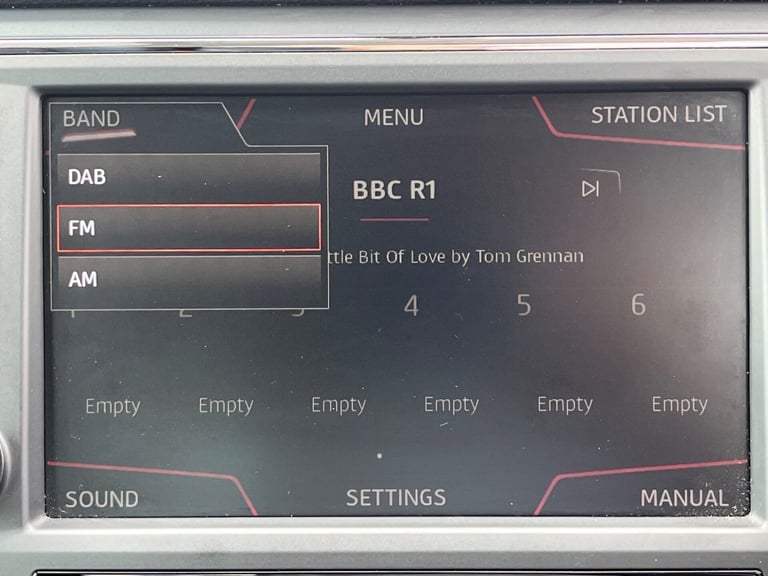 BAND MENU STATION LIST
DAB
BBC R1
FM
ttle Bit Of Love by Tom Grennan
AM
4 5 6
Empty Empty Empty Empty Empty Empty
SOUND SETTINGS MANUAL